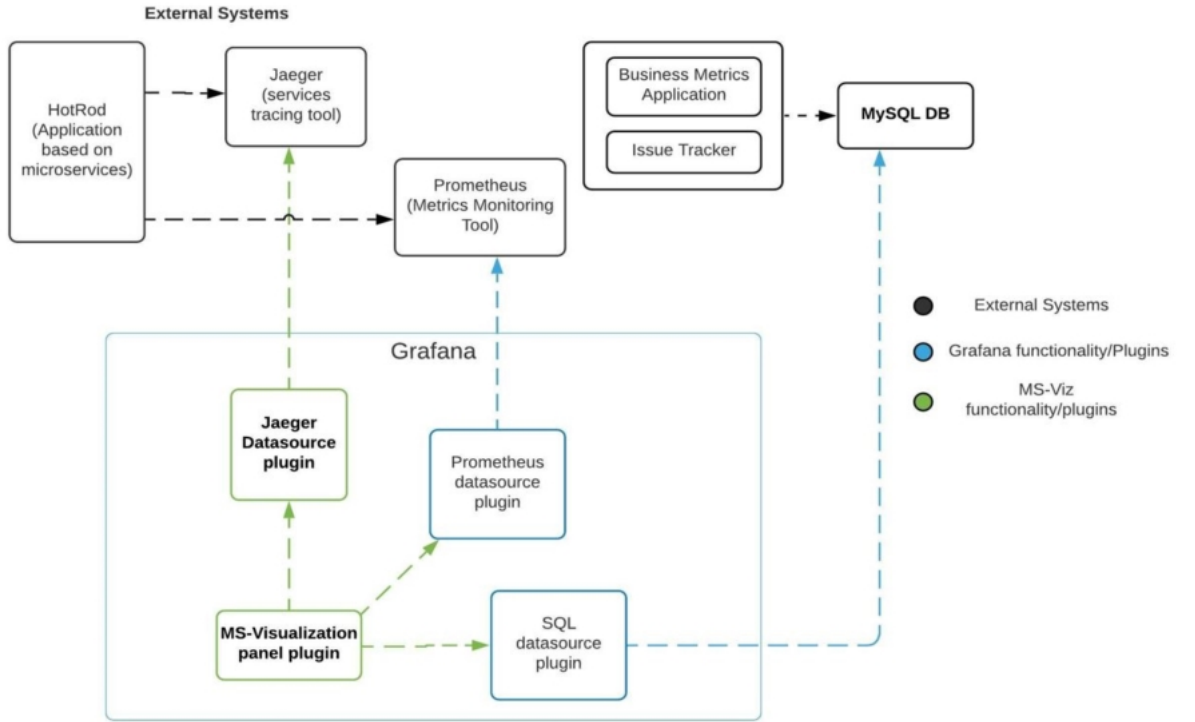 External Systems
HotRod
(Application
based on
microservices)
Jaeger
(services
tracing tool)
Business Metrics
Application
Issue Tracker
MySQL DB
Prometheus
(Metrics Monitoring
Tool)
External Systems
Grafana functionality/Plugins
MS-Viz
functionality/plugins
Grafana
Jaeger
Datasource
plugin
Prometheus
datasource
plugin
MS-Visualization
panel plugin
SQL
datasource
plugin